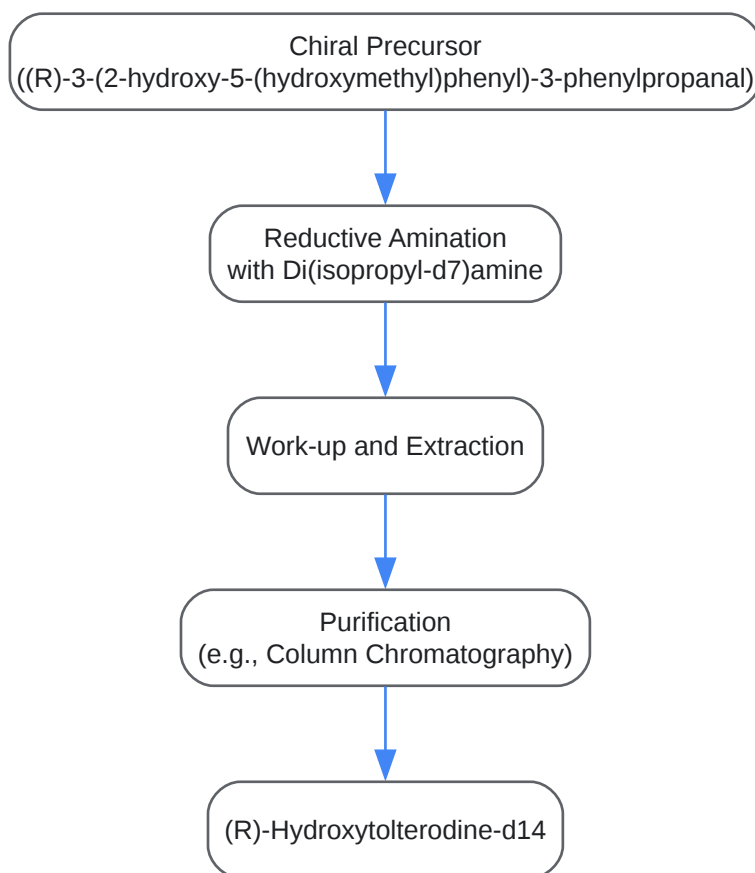 Chiral Precursor
((R)-3-(2-hydroxy-5-(hydroxymethyl)phenyl)-3-phenylpropanal)
Reductive Amination
with Di(isopropyl-d7)amine
Work-up and Extraction
Purification
(e.g., Column Chromatography)
(R)-Hydroxytolterodine-d14